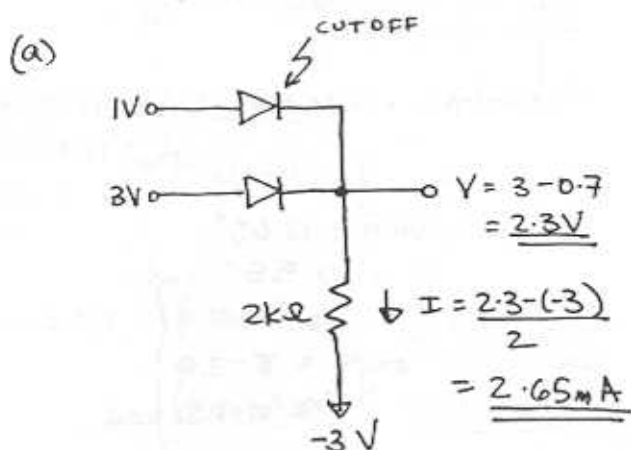 CUTOFF
(a)
1V
3V
V = 3 - 0.7
= 2.3V
2kΩ ↓ I = 2.3-(-3)
2
= 2.65mA
-3 V